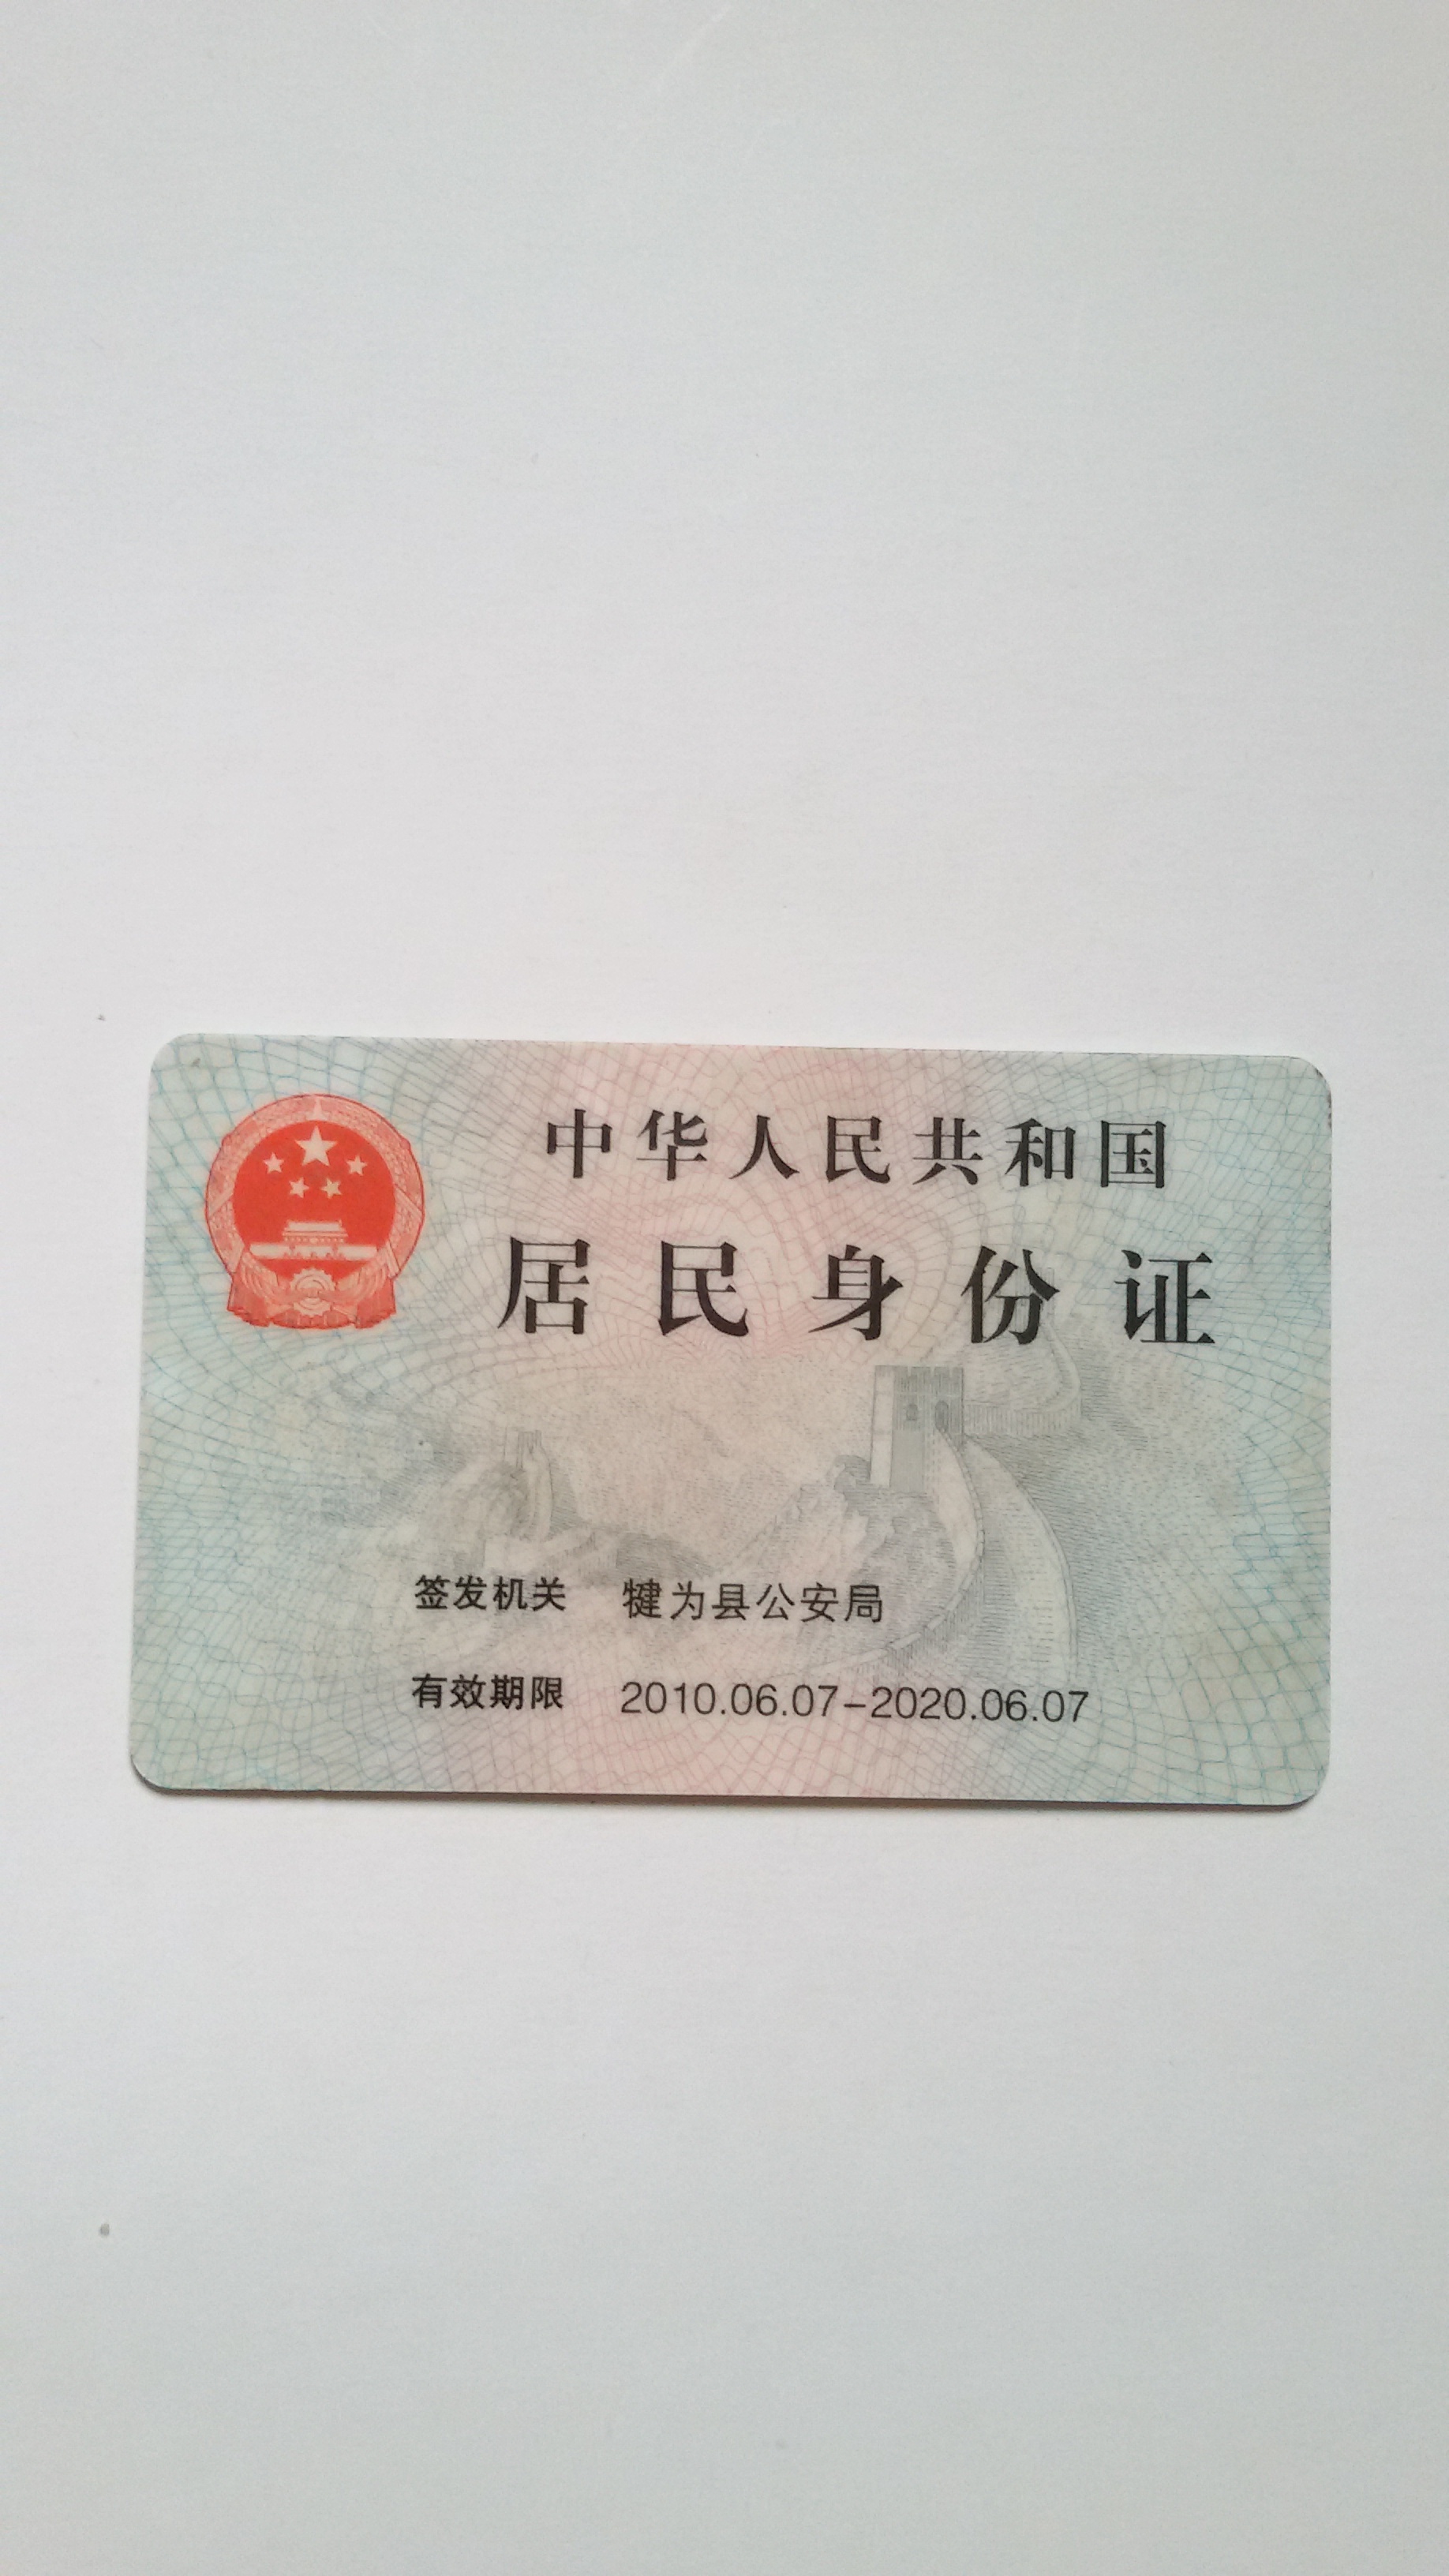 中华人民共和国
居民身份证
签发机关 犍为县公安局
有效期限 2010.06.07-2020.06.07